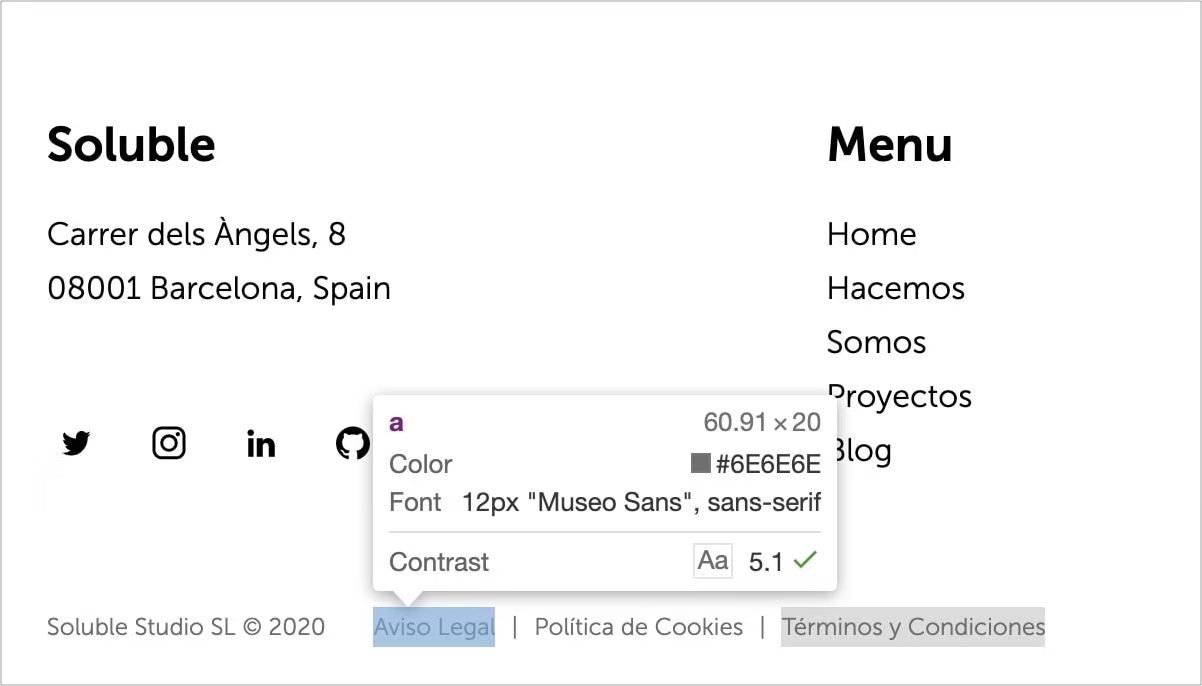 Soluble
Carrer dels Àngels, 8
08001 Barcelona, Spain
Menu
Home
Hacemos
Somos
Proyectos
Blog
a 60.91 × 20
Color #6E6E6E
Font 12px "Museo Sans", sans-serif
Contrast Aa 5.1
Soluble Studio SL © 2020 Aviso Legal | Política de Cookies | Términos y Condiciones